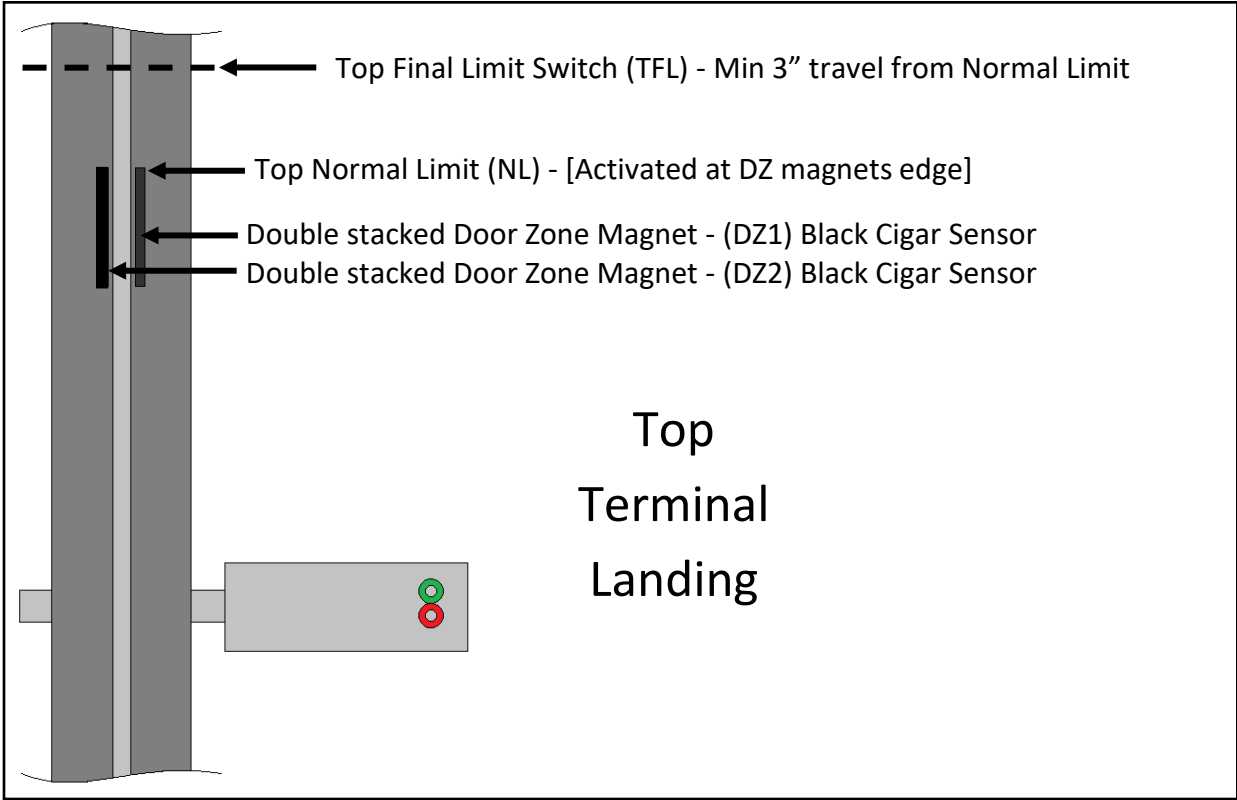 Top Final Limit Switch (TFL) - Min 3” travel from Normal Limit
Top Normal Limit (NL) - [Activated at DZ magnets edge]
Double stacked Door Zone Magnet - (DZ1) Black Cigar Sensor
Double stacked Door Zone Magnet - (DZ2) Black Cigar Sensor
Top
Terminal
Landing